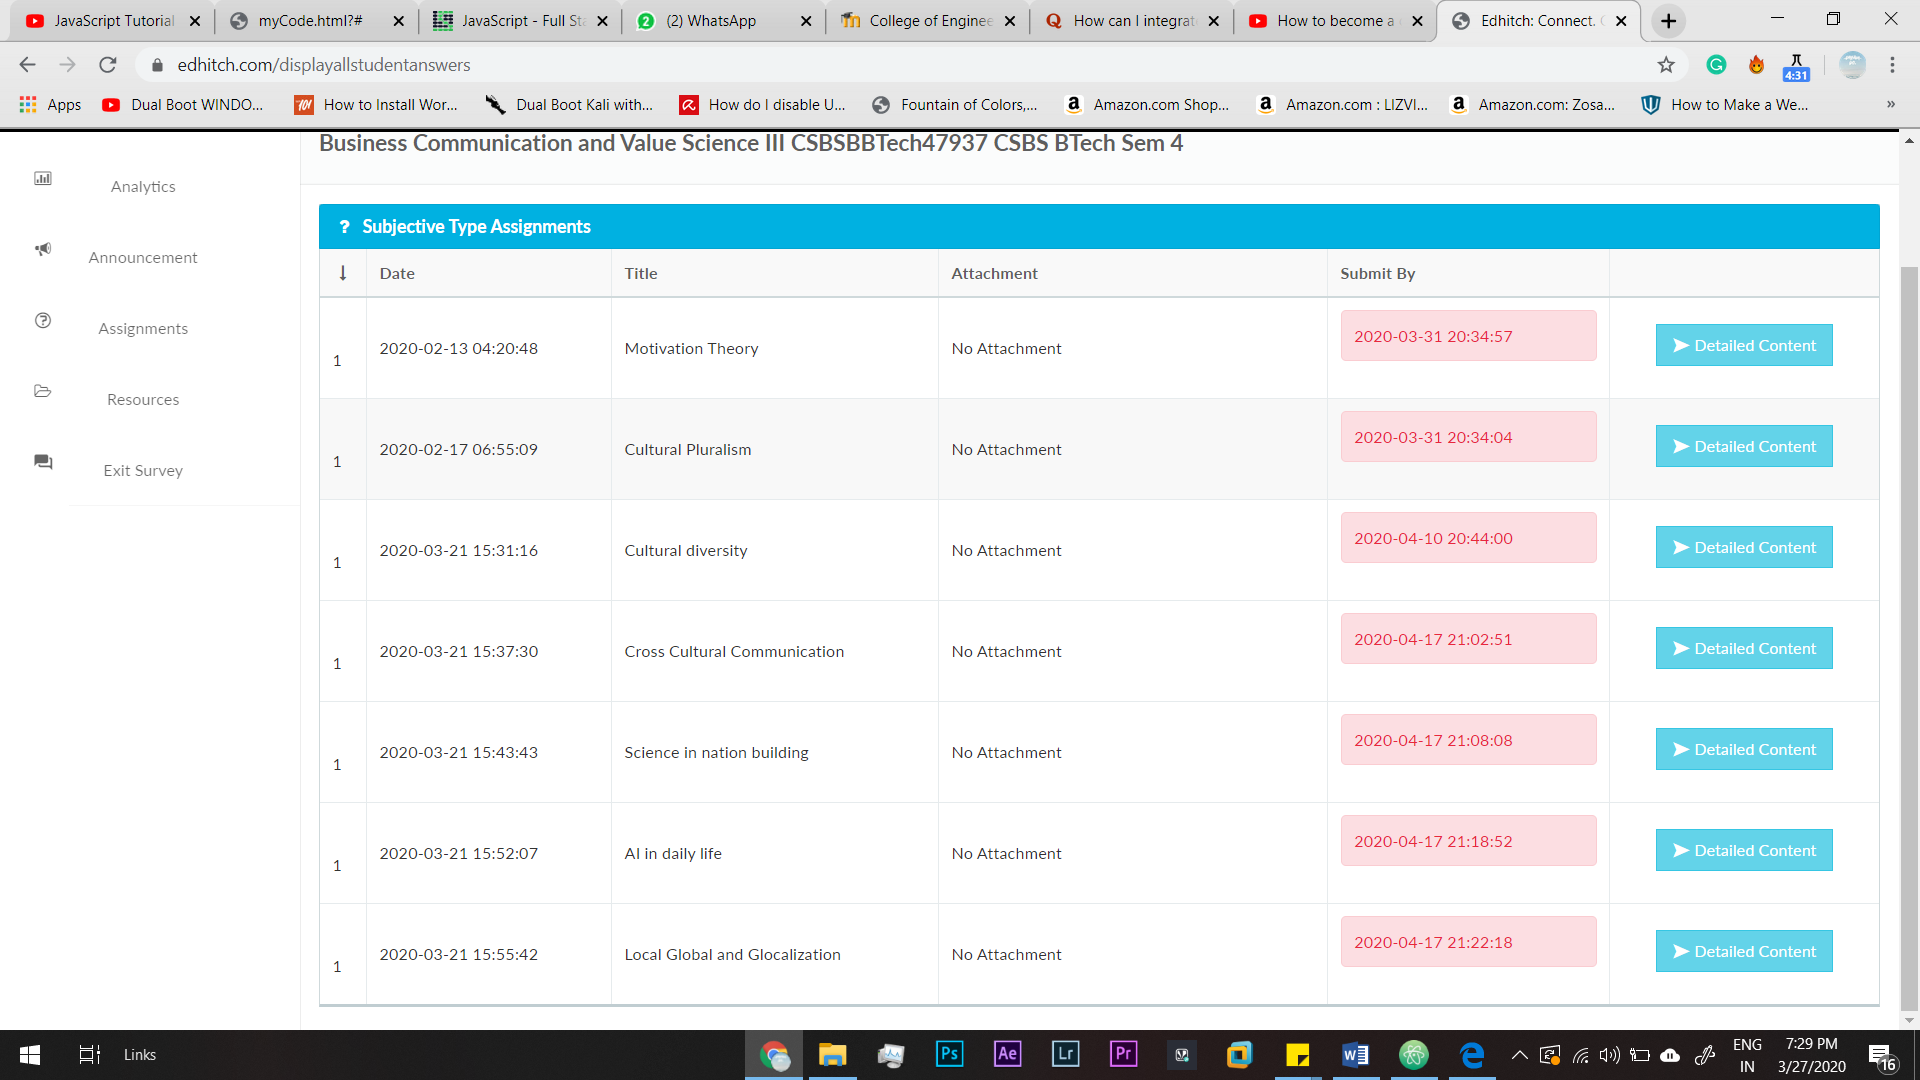 JavaScript Tutorial
myCode.html?#
JavaScript - Full Sta
(2) WhatsApp
College of Enginee
How can I integrat
How to become a
Edhitch: Connect.
edhitch.com/displayallstudentanswers
4:31
Apps
Dual Boot WINDO...
How to Install Wor...
Dual Boot Kali with...
How do I disable U...
Fountain of Colors,...
Amazon.com Shop...
Amazon.com : LIZVI...
Amazon.com: Zosa...
How to Make a We...
»
Business Communication and Value Science III CSBSBBTech47937 CSBS BTech Sem 4
Analytics
Announcement
Assignments
Resources
Exit Survey
? Subjective Type Assignments
Date Title Attachment Submit By
1 2020-02-13 04:20:48 Motivation Theory No Attachment 2020-03-31 20:34:57 Detailed Content
1 2020-02-17 06:55:09 Cultural Pluralism No Attachment 2020-03-31 20:34:04 Detailed Content
1 2020-03-21 15:31:16 Cultural diversity No Attachment 2020-04-10 20:44:00 Detailed Content
1 2020-03-21 15:37:30 Cross Cultural Communication No Attachment 2020-04-17 21:02:51 Detailed Content
1 2020-03-21 15:43:43 Science in nation building No Attachment 2020-04-17 21:08:08 Detailed Content
1 2020-03-21 15:52:07 AI in daily life No Attachment 2020-04-17 21:18:52 Detailed Content
1 2020-03-21 15:55:42 Local Global and Glocalization No Attachment 2020-04-17 21:22:18 Detailed Content
Links
Ps
Ae
Lr
Pr
ENG
IN
7:29 PM
3/27/2020
16